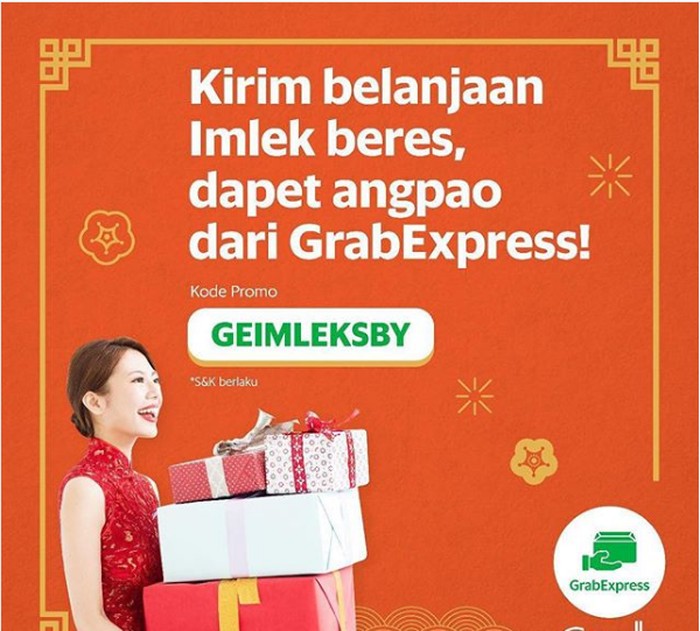 Kirim belanjaan
Imlek beres,
dapet angpao
dari GrabExpress!
Kode Promo
GEIMLEKSBY
*S&K berlaku
GrabExpress